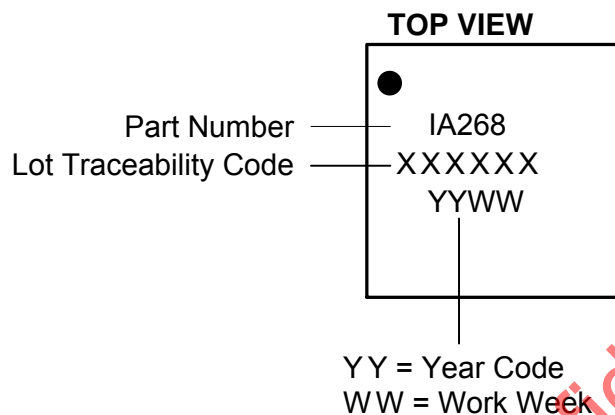 TOP VIEW
Part Number
IA268
Lot Traceability Code
XXXXXX
YYWW
YY = Year Code
WW = Work Week